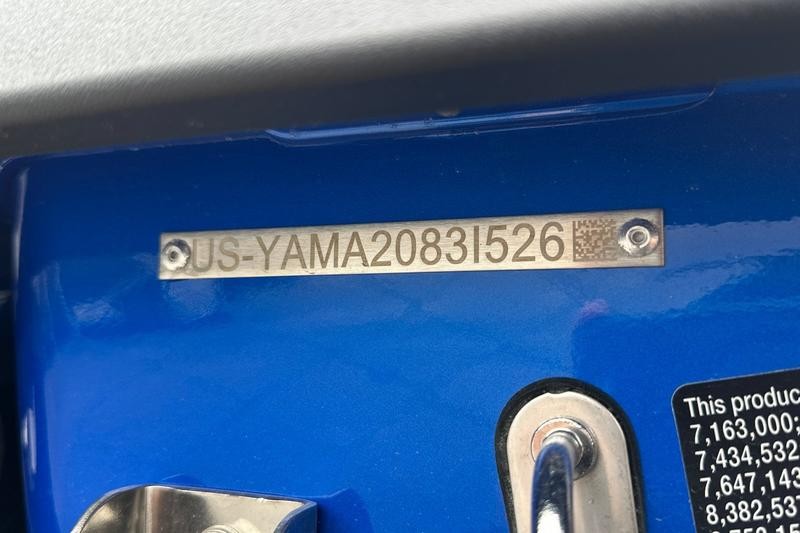 US-YAMA2083I526
This produc
7,163,000;
7,434,532
7,647,143
8,382,537